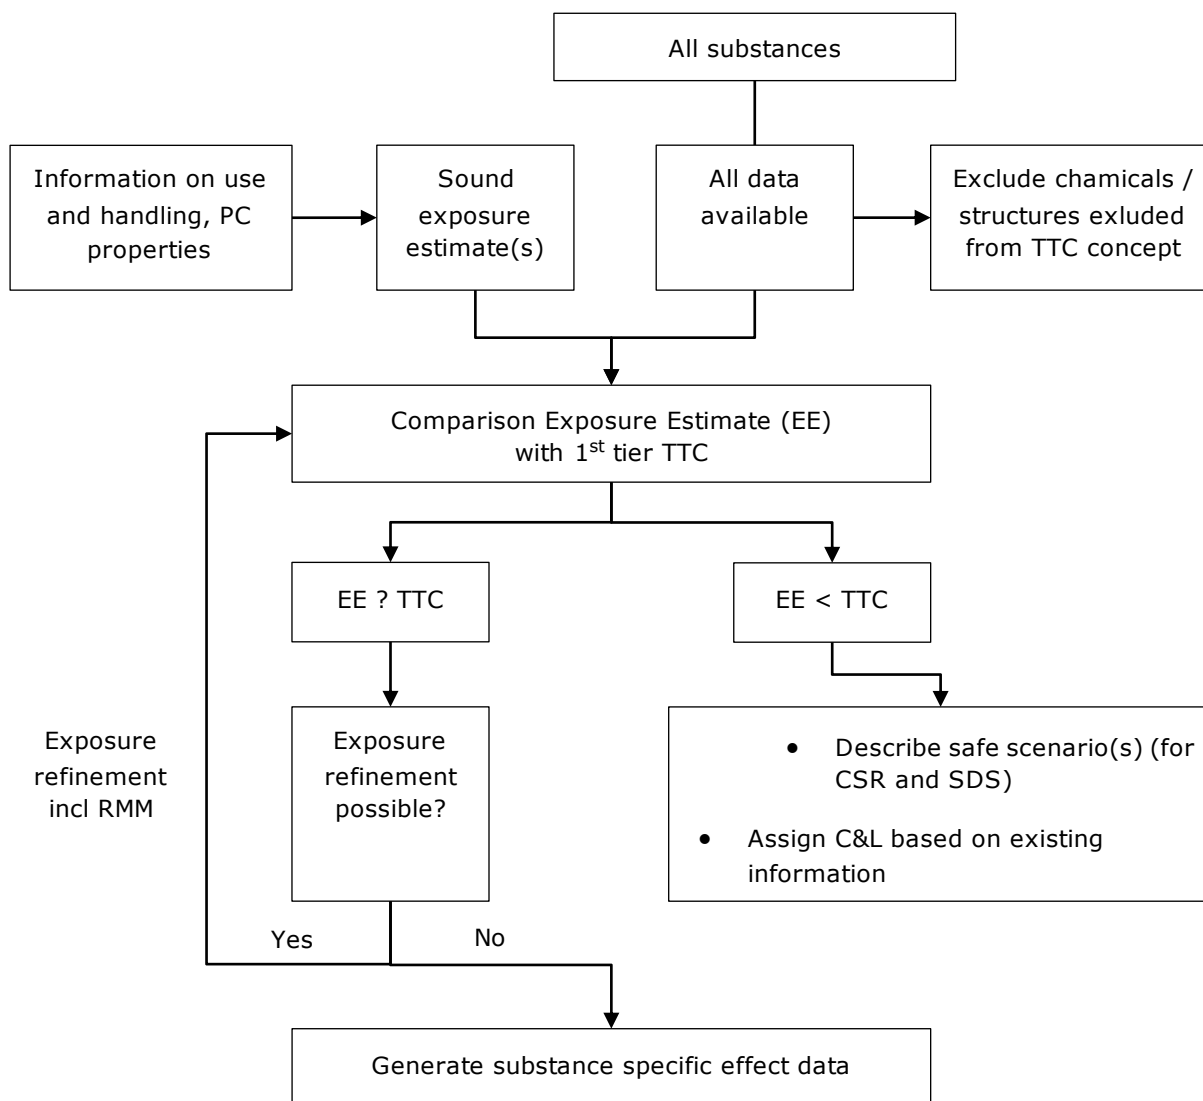 All substances
Information on use
and handling, PC
properties
Sound
exposure
estimate(s)
All data
available
Exclude chamicals /
structures exluded
from TTC concept
Comparison Exposure Estimate (EE)
with 1st tier TTC
EE ? TTC
EE < TTC
Exposure
refinement
incl RMM
Exposure
refinement
possible?
• Describe safe scenario(s) (for
CSR and SDS)
• Assign C&L based on existing
information
Yes
No
Generate substance specific effect data